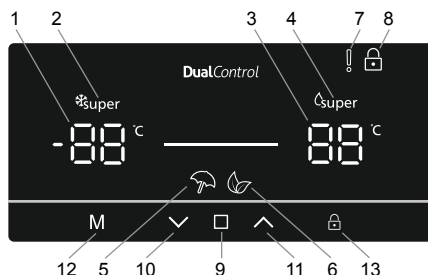 1 2 3 4 7 8
DualControl
super super
-88 °C 88 °C
M
12 5 10 9 11 6 13